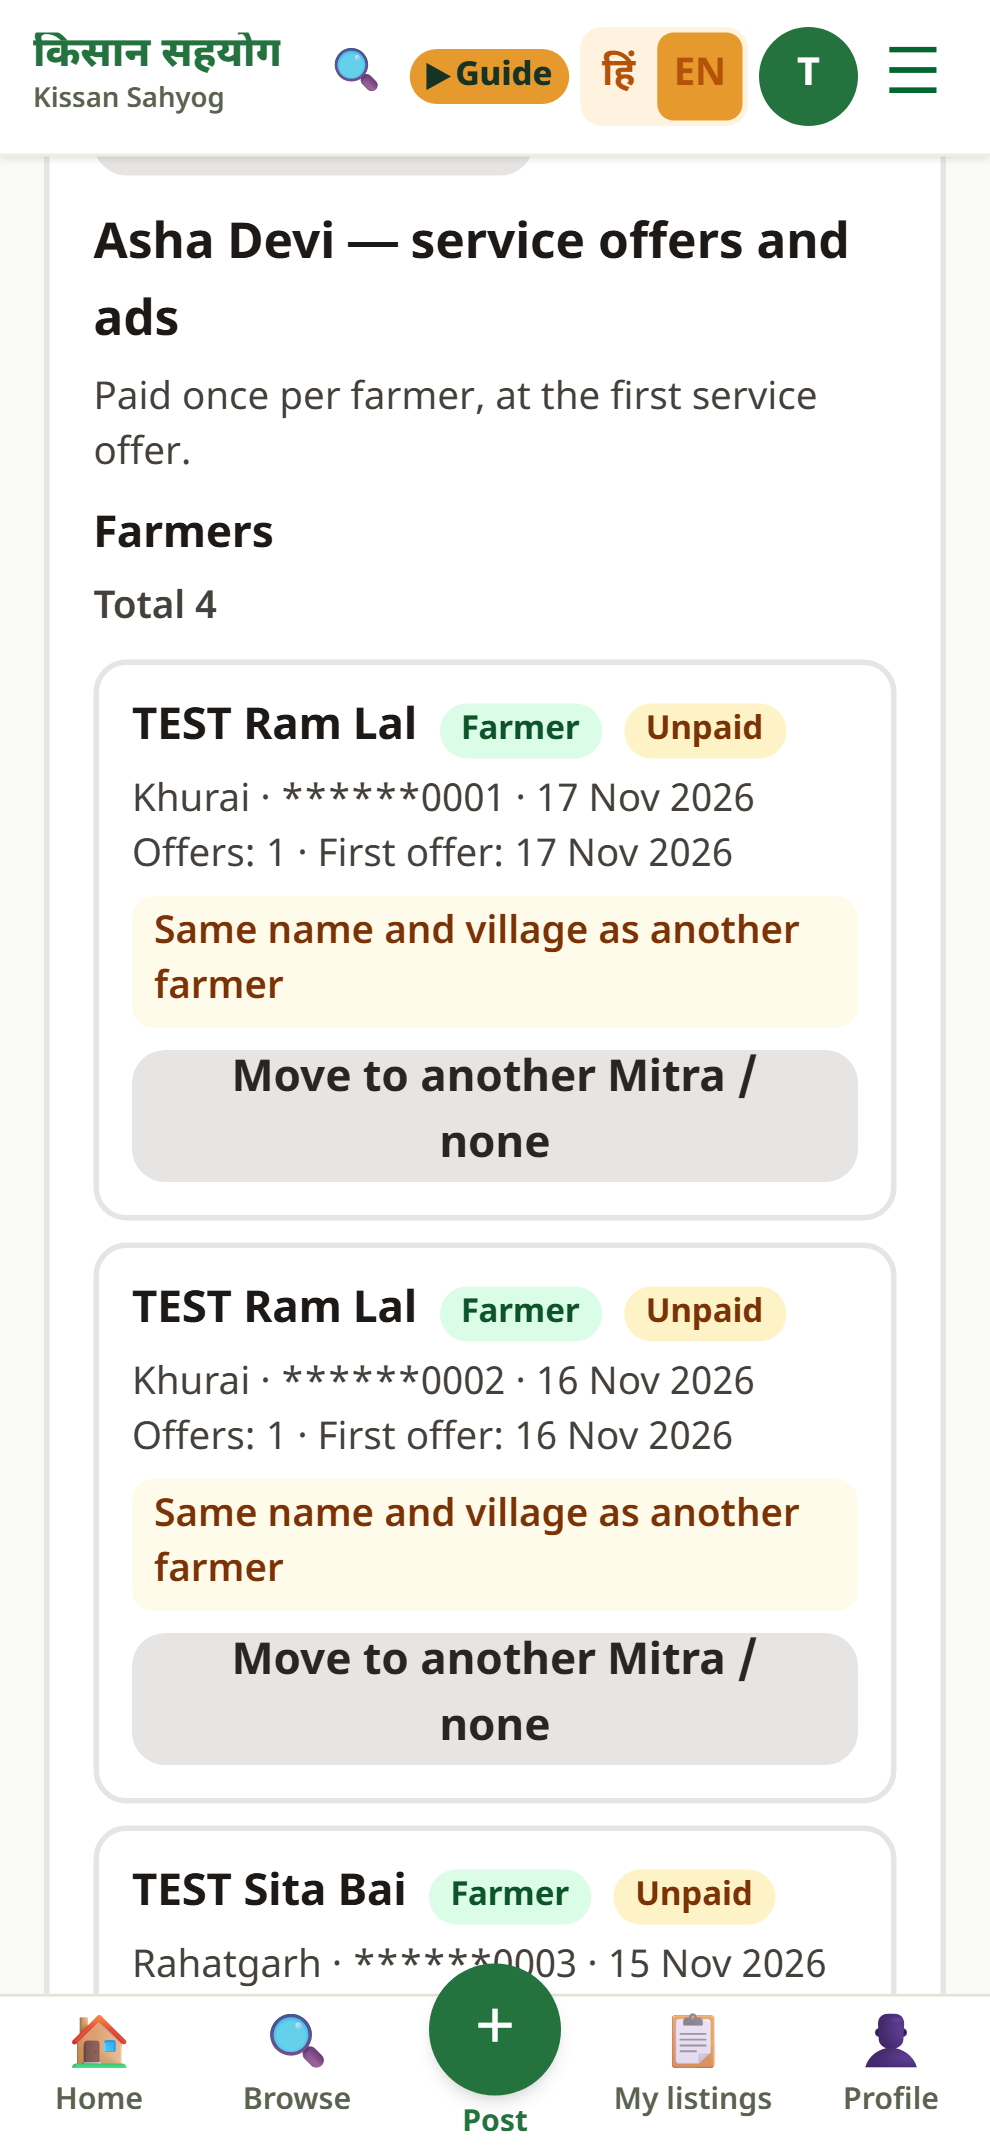 किसान सहयोग
Kissan Sahyog
▶ Guide
हिं
EN
T
Asha Devi — service offers and
ads
Paid once per farmer, at the first service
offer.
Farmers
Total 4
TEST Ram Lal Farmer Unpaid
Khurai · ******0001 · 17 Nov 2026
Offers: 1 · First offer: 17 Nov 2026
Same name and village as another
farmer
Move to another Mitra /
none
TEST Ram Lal Farmer Unpaid
Khurai · ******0002 · 16 Nov 2026
Offers: 1 · First offer: 16 Nov 2026
Same name and village as another
farmer
Move to another Mitra /
none
TEST Sita Bai Farmer Unpaid
Rahatgarh · ******0003 · 15 Nov 2026
+
Home
Browse
Post
My listings
Profile